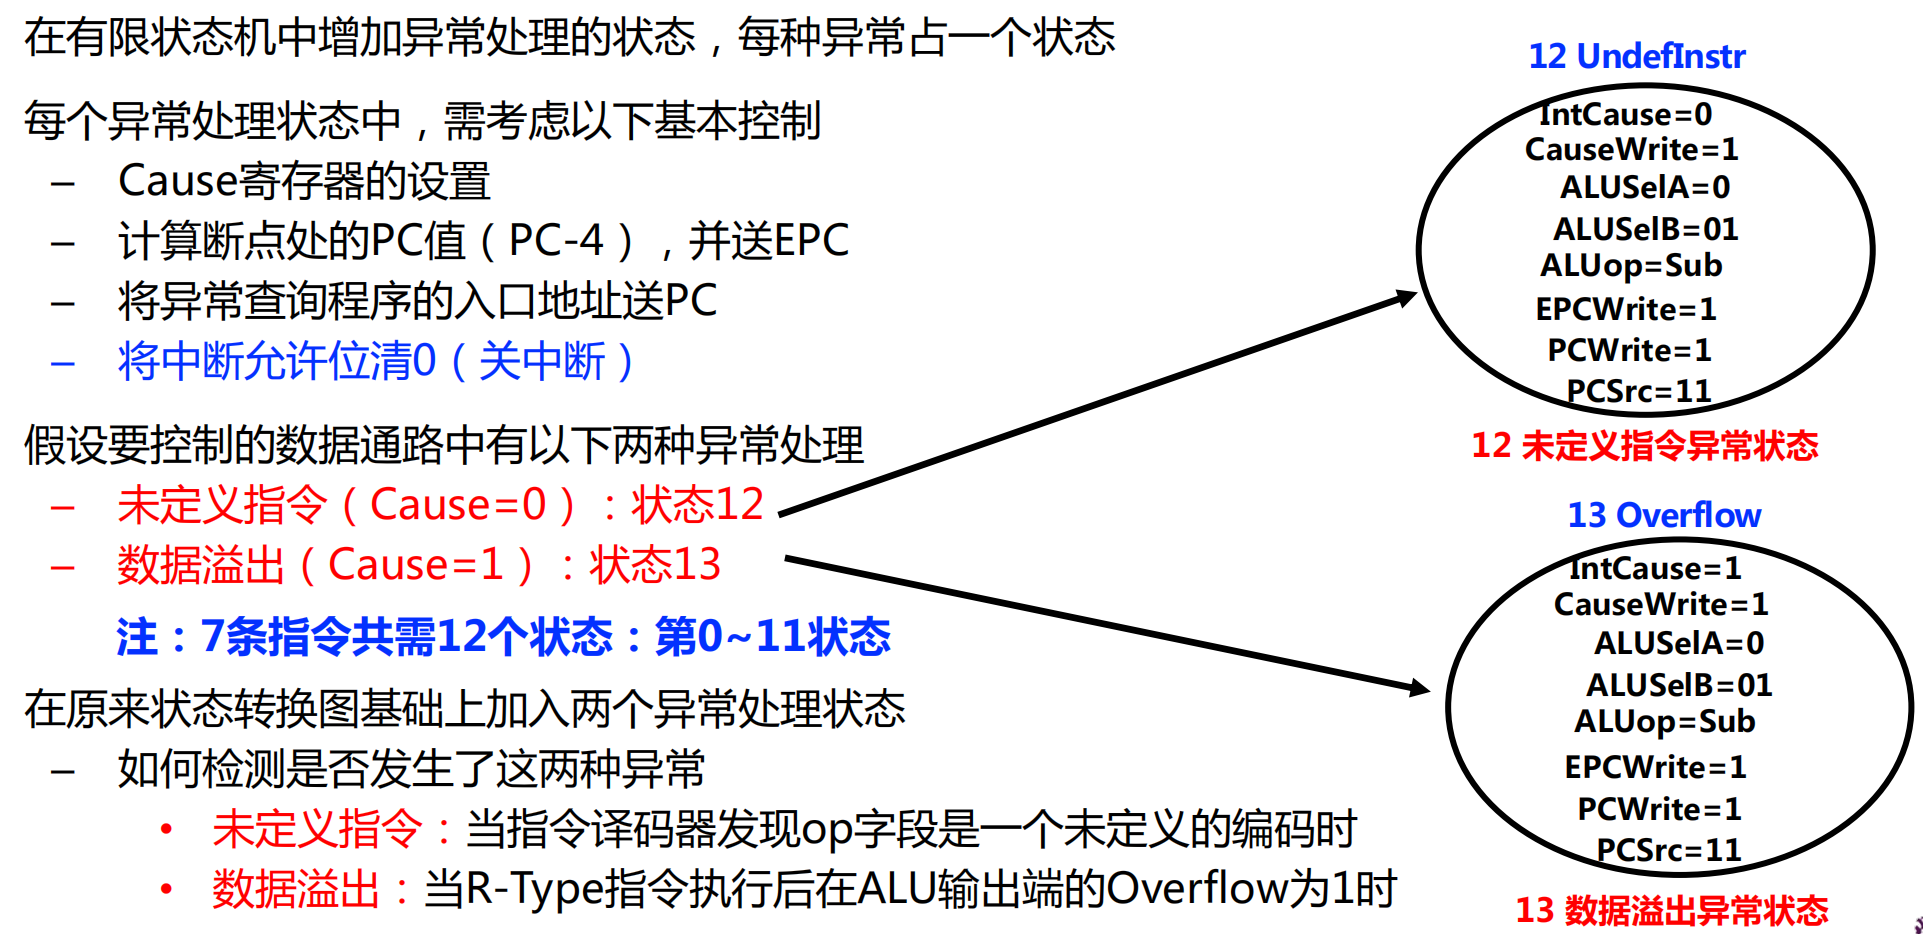 在有限状态机中增加异常处理的状态，每种异常占一个状态
每个异常处理状态中，需考虑以下基本控制
– Cause寄存器的设置
– 计算断点处的PC值（PC-4），并送EPC
– 将异常查询程序的入口地址送PC
– 将中断允许位清0（关中断）
假设要控制的数据通路中有以下两种异常处理
– 未定义指令（Cause=0）：状态12
– 数据溢出（Cause=1）：状态13
注：7条指令共需12个状态：第0~11状态
在原来状态转换图基础上加入两个异常处理状态
– 如何检测是否发生了这两种异常
• 未定义指令：当指令译码器发现op字段是一个未定义的编码时
• 数据溢出：当R-Type指令执行后在ALU输出端的Overflow为1时
12 UndefInstr
IntCause=0
CauseWrite=1
ALUSelA=0
ALUSelB=01
ALUop=Sub
EPCWrite=1
PCWrite=1
PCSrc=11
12 未定义指令异常状态
13 Overflow
IntCause=1
CauseWrite=1
ALUSelA=0
ALUSelB=01
ALUop=Sub
EPCWrite=1
PCWrite=1
PCSrc=11
13 数据溢出异常状态